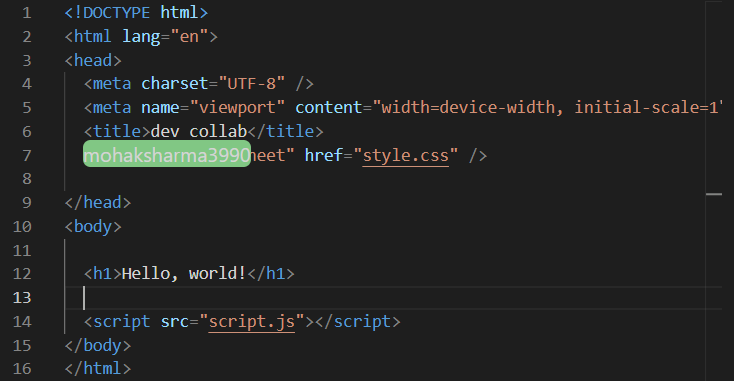 1 <!DOCTYPE html>
2 <html lang="en">
3 <head>
4 <meta charset="UTF-8" />
5 <meta name="viewport" content="width=device-width, initial-scale=1"
6 <title>dev collab</title>
7 mohaksharma3990heet" href="style.css" />
8
9 </head>
10 <body>
11
12 <h1>Hello, world!</h1>
13
14 <script src="script.js"></script>
15 </body>
16 </html>